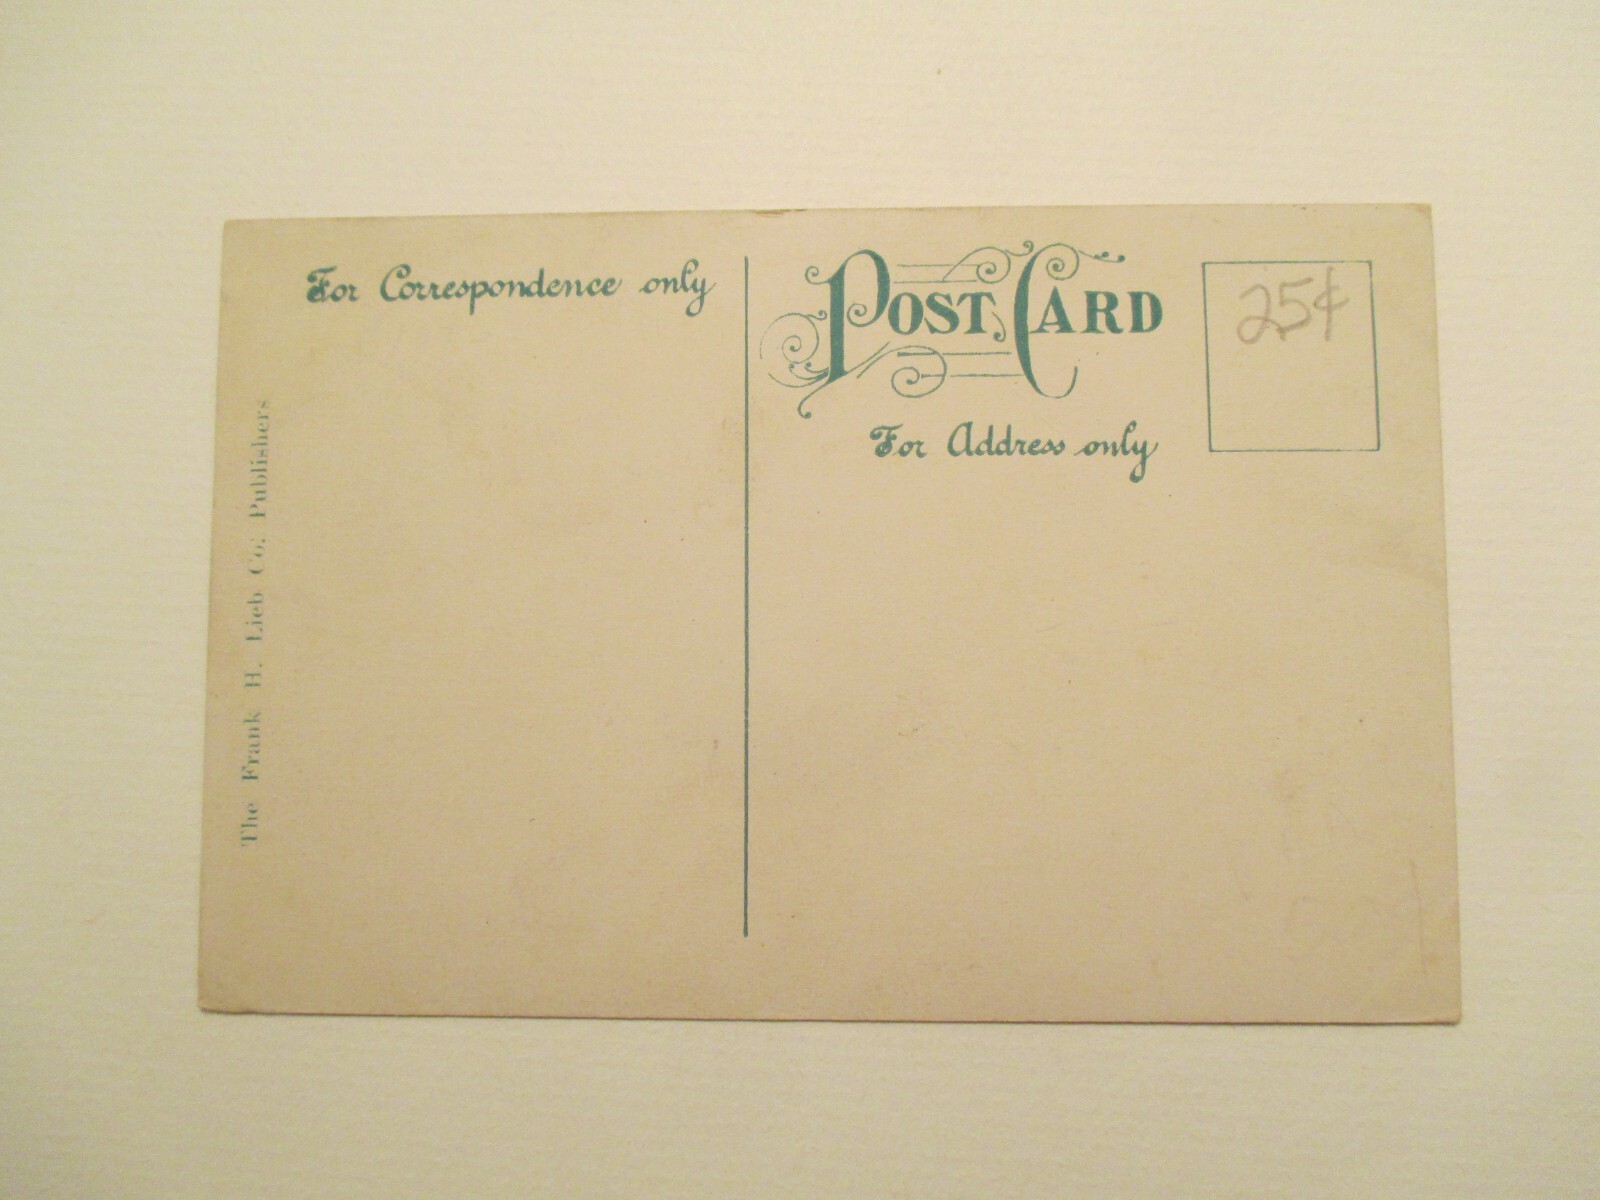 For Correspondence only
POST CARD
25¢
For Address only
The Frank H. Lieb Co; Publishers